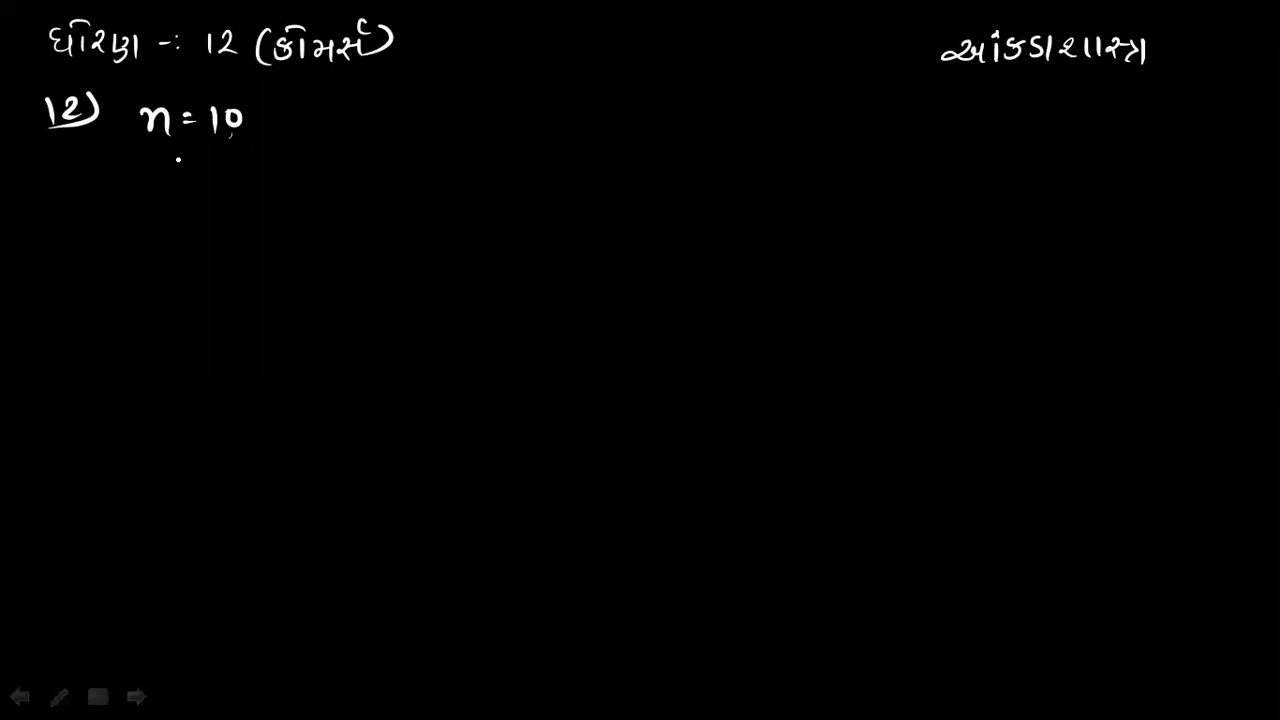 ધોરણ -: 12 (કોમર્સ) આંકડાશાસ્ત્ર
12) n = 10,